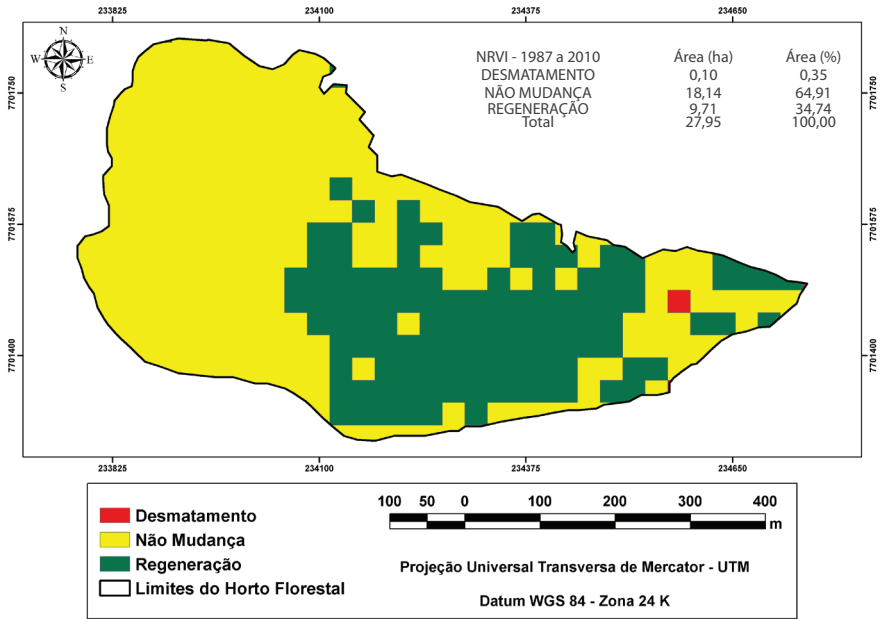 233825 234100 234375 234650
N
W E
S
NRVI - 1987 a 2010 Área (ha) Área (%)
DESMATAMENTO 0,10 0,35
NÃO MUDANÇA 18,14 64,91
REGENERAÇÃO 9,71 34,74
Total 27,95 100,00
7701750 7701750
7701575 7701575
7701400 7701400
233825 234100 234375 234650
Desmatamento
Não Mudança
Regeneração
Limites do Horto Florestal
100 50 0 100 200 300 400
m
Projeção Universal Transversa de Mercator - UTM
Datum WGS 84 - Zona 24 K